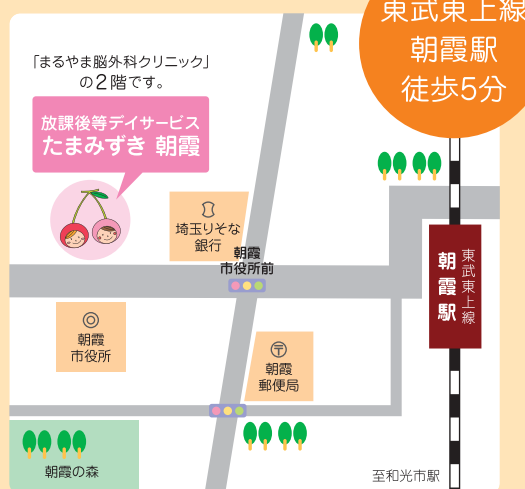 東武東上線
朝霞駅
徒歩5分
「まるやま脳外科クリニック」
の2階です。
放課後等デイサービス
たまみずき 朝霞
埼玉りそな
銀行
朝霞
市役所前
東武東上線
朝霞駅
朝霞
市役所
〒
朝霞
郵便局
朝霞の森
至和光市駅